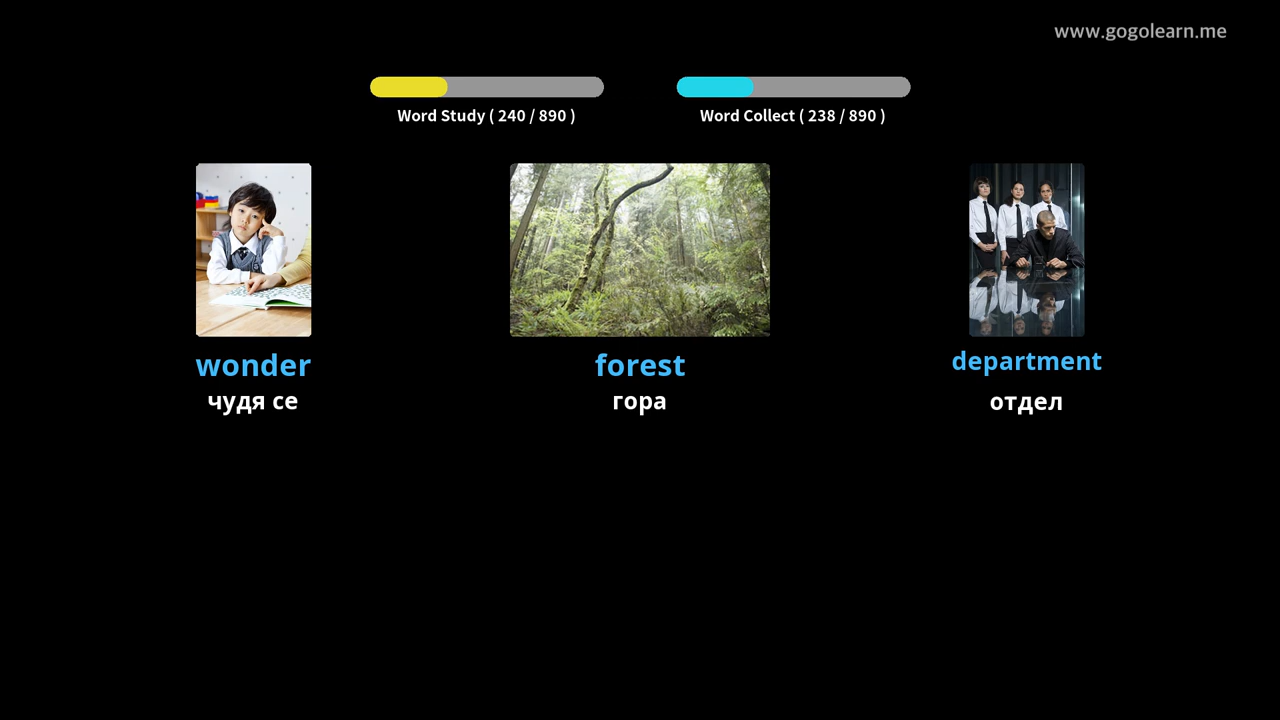 www.gogolearn.me
Word Study ( 240 / 890 )
Word Collect ( 238 / 890 )
wonder
forest
department
чудя се
гора
отдел